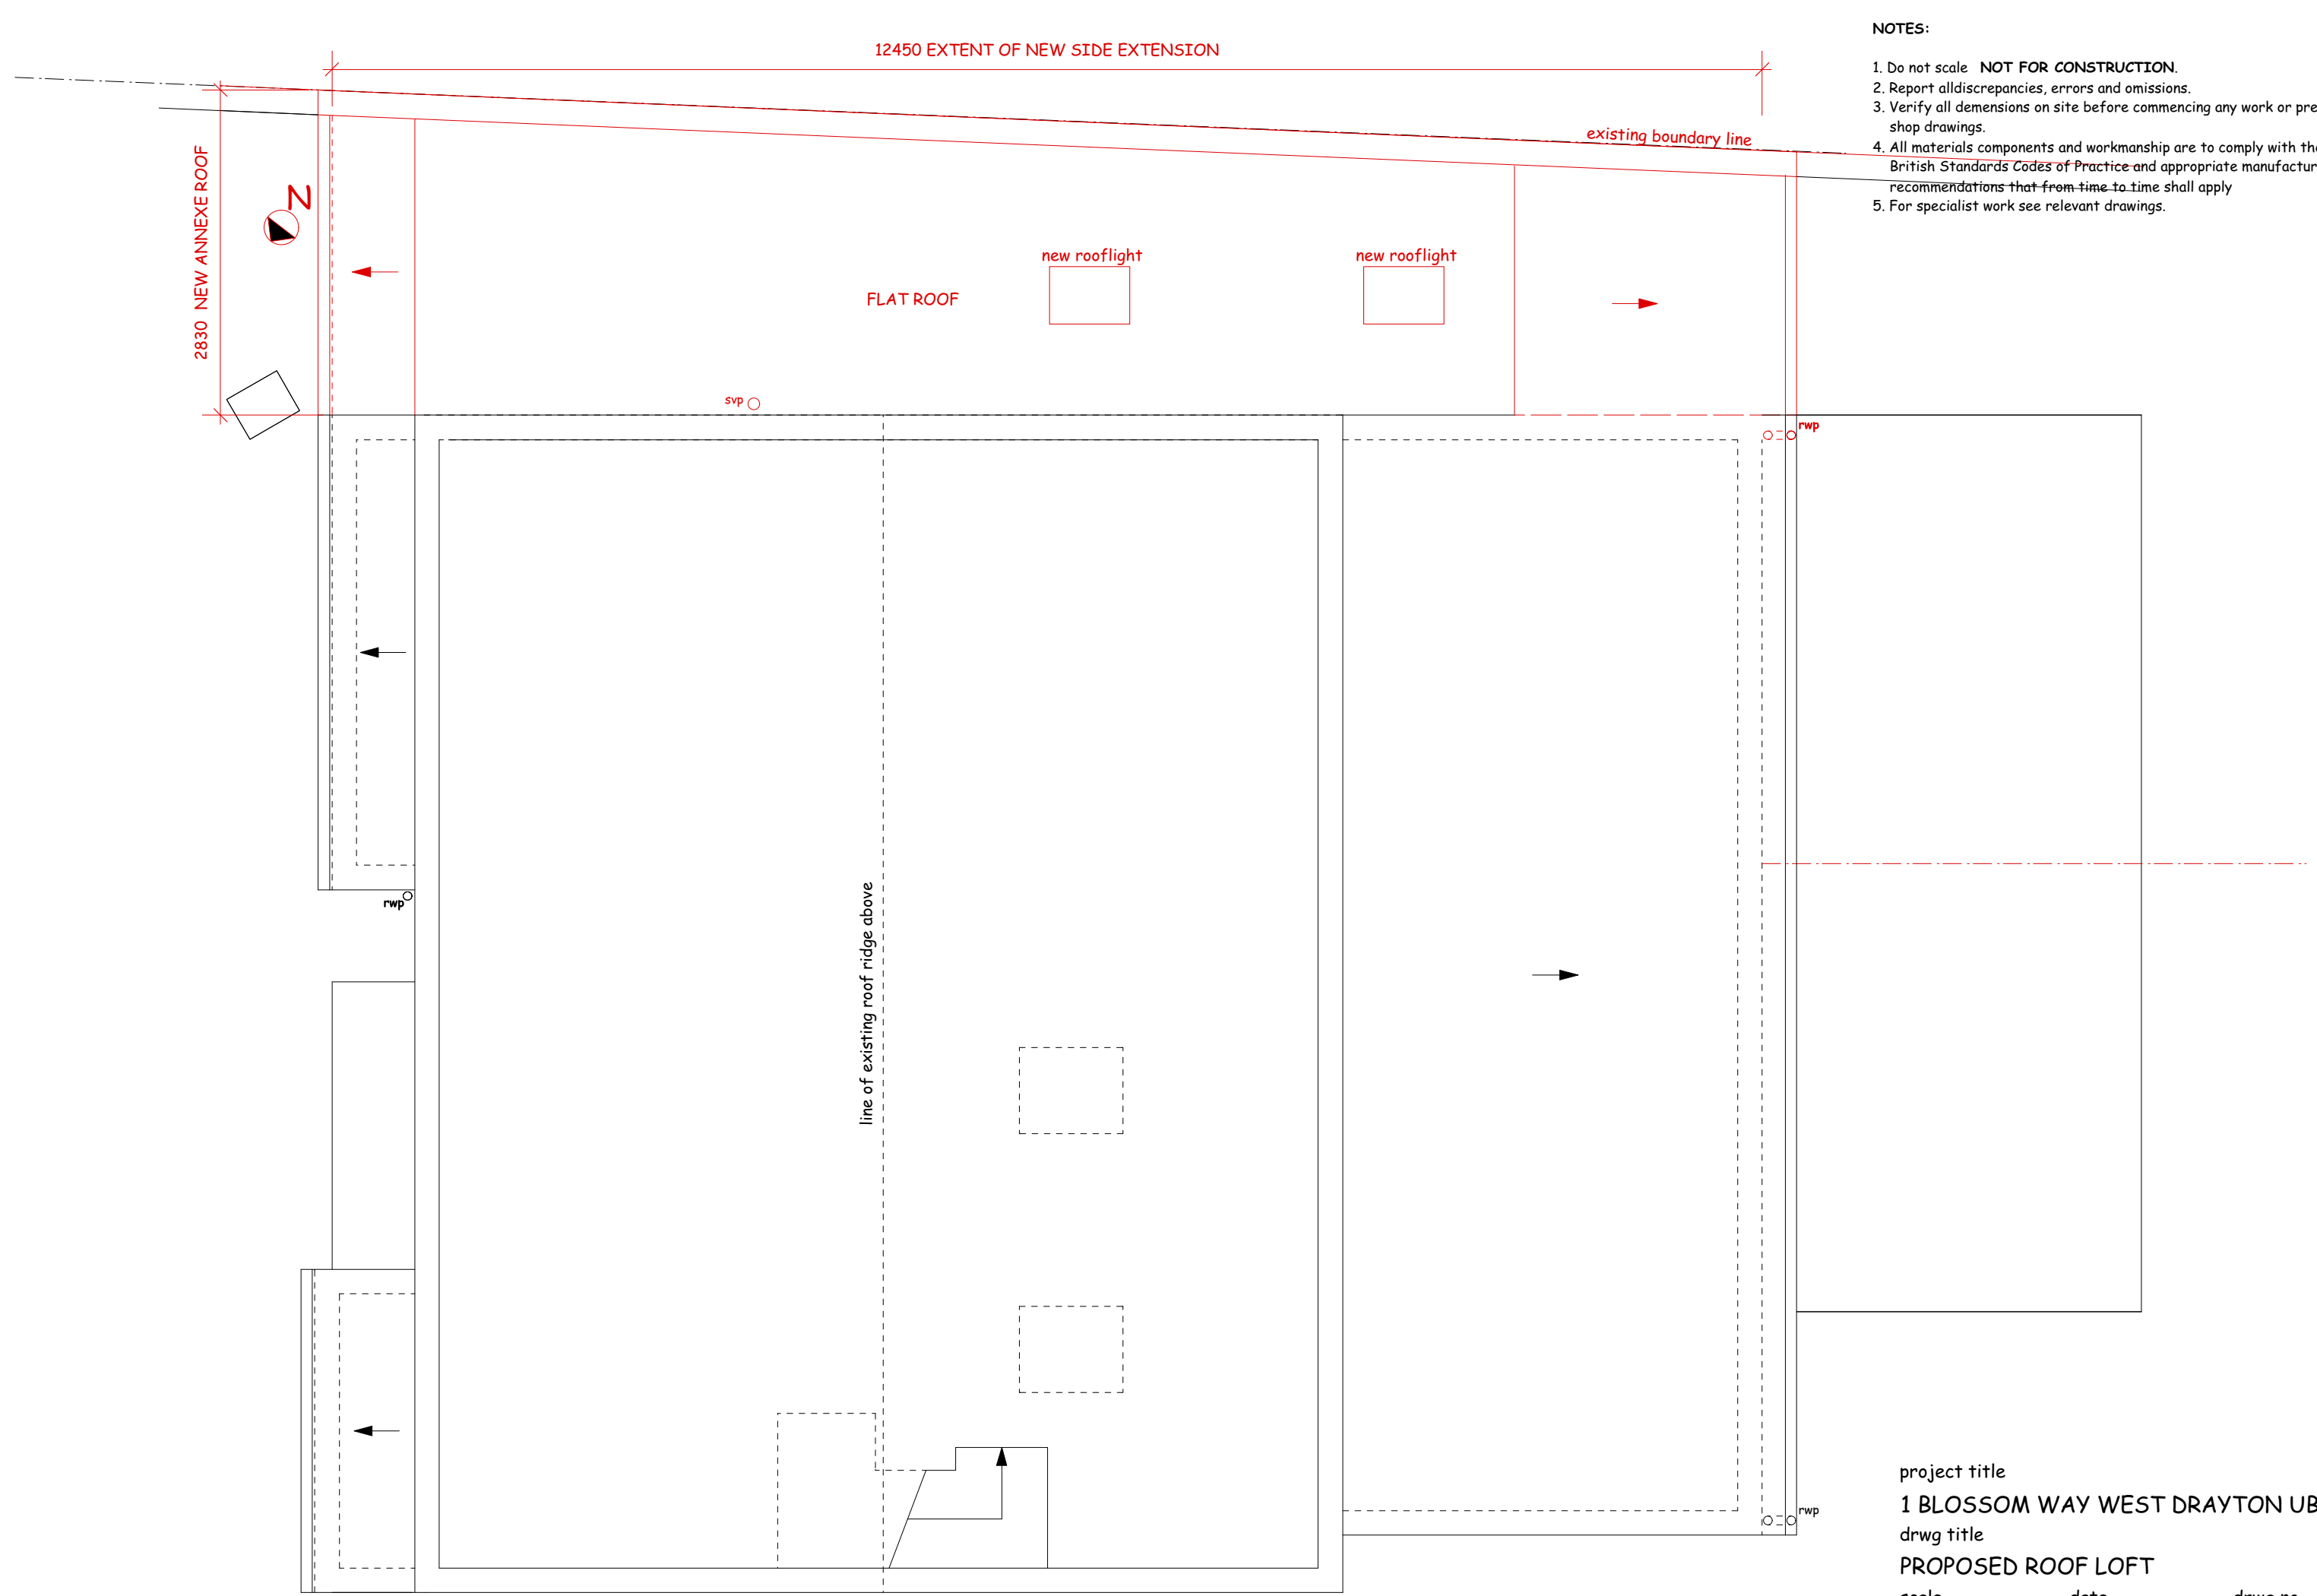 12450 EXTENT OF NEW SIDE EXTENSION
NOTES:
1. Do not scale NOT FOR CONSTRUCTION.
2. Report alldiscrepancies, errors and omissions.
3. Verify all demensions on site before commencing any work or pre
shop drawings.
4. All materials components and workmanship are to comply with the
British Standards Codes of Practice and appropriate manufactur
recommendations that from time to time shall apply
5. For specialist work see relevant drawings.
existing boundary line
2830 NEW ANNEXE ROOF
N
new rooflight
new rooflight
FLAT ROOF
svp
rwp
rwp
line of existing roof ridge above
rwp
project title
1 BLOSSOM WAY WEST DRAYTON UB
drwg title
PROPOSED ROOF LOFT